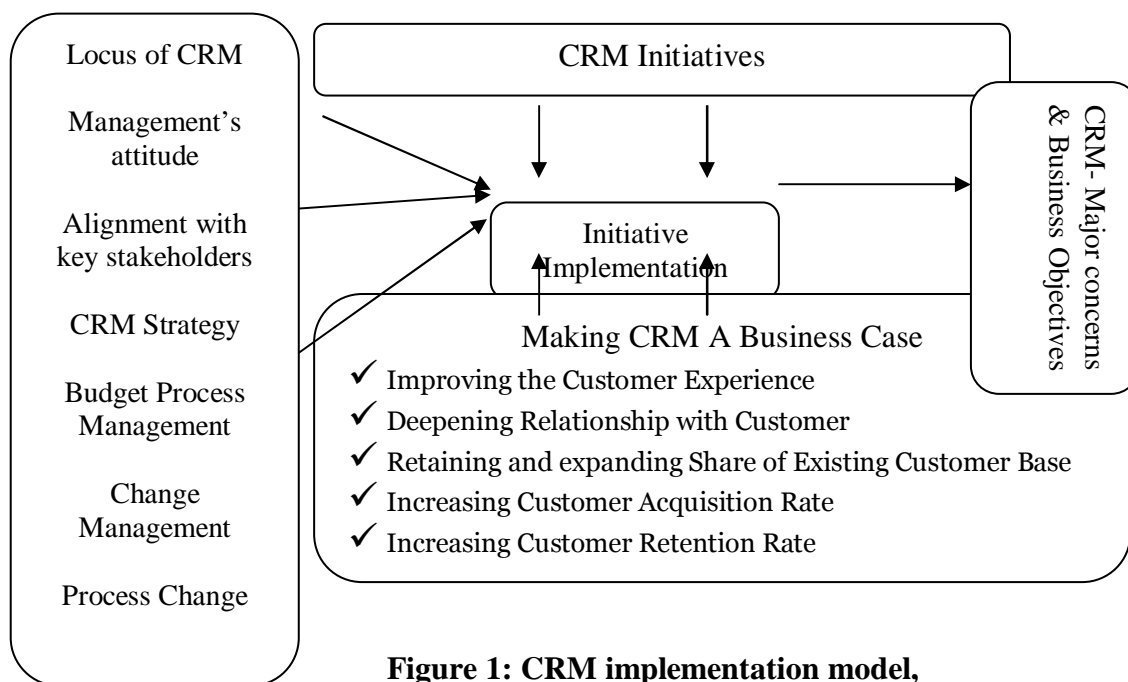 Locus of CRM
Management’s
attitude
Alignment with
key stakeholders
CRM Strategy
Budget Process
Management
Change
Management
Process Change
CRM Initiatives
Initiative
Implementation
CRM- Major concerns
& Business Objectives
Making CRM A Business Case
✓ Improving the Customer Experience
✓ Deepening Relationship with Customer
✓ Retaining and expanding Share of Existing Customer Base
✓ Increasing Customer Acquisition Rate
✓ Increasing Customer Retention Rate
Figure 1: CRM implementation model,